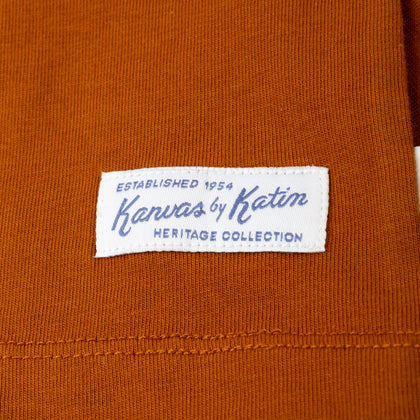 ESTABLISHED 1954
Kanvas by Katin
HERITAGE COLLECTION